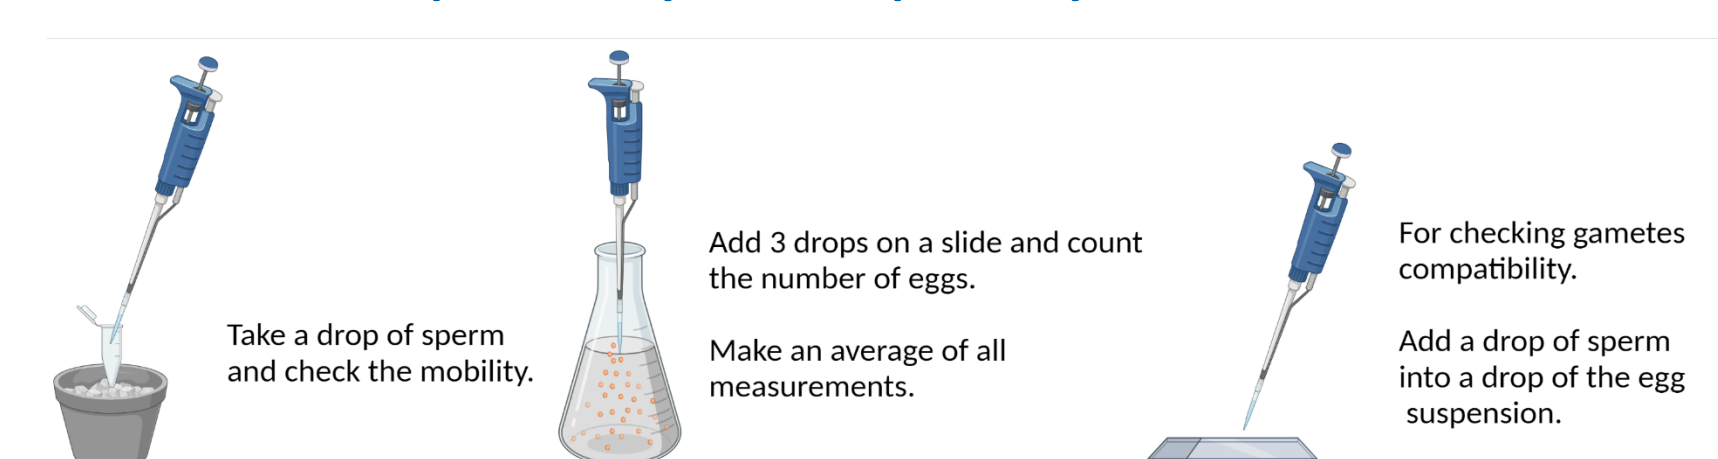 Take a drop of sperm
and check the mobility.
Add 3 drops on a slide and count
the number of eggs.
Make an average of all
measurements.
For checking gametes
compatibility.
Add a drop of sperm
into a drop of the egg
suspension.